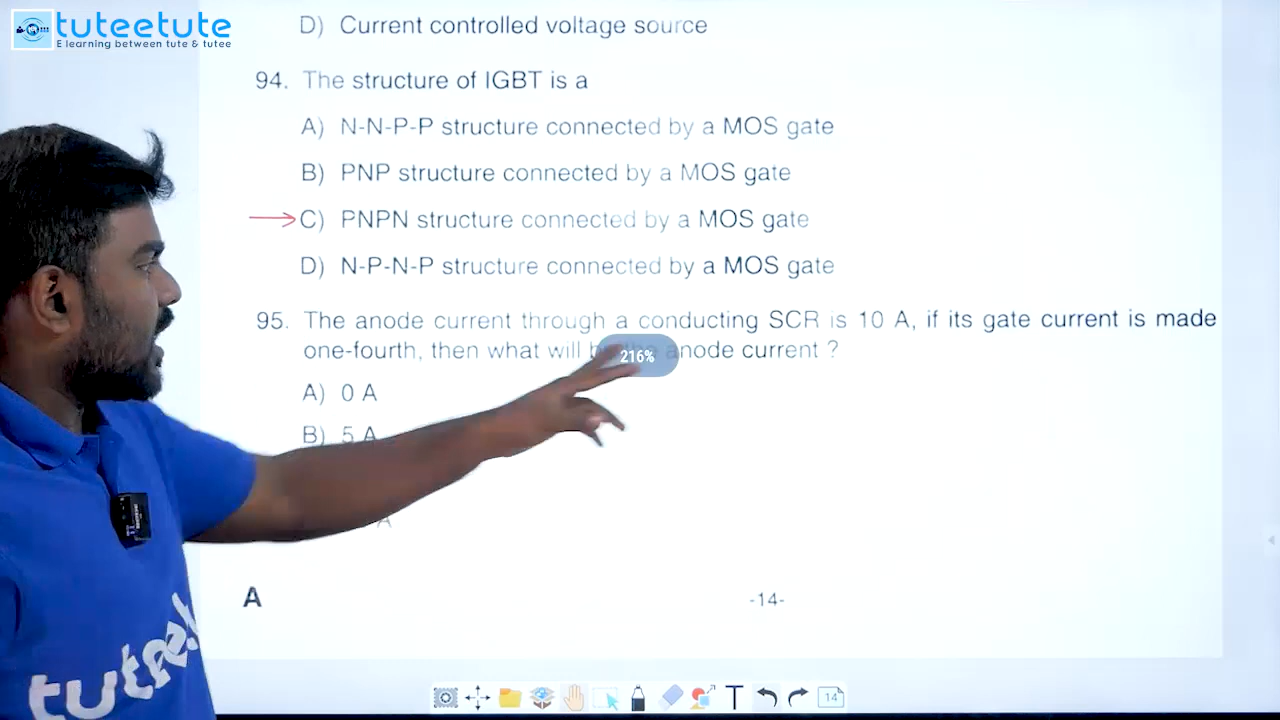 tuteetute
E learning between tute & tutee
D) Current controlled voltage source
94. The structure of IGBT is a
A) N-N-P-P structure connected by a MOS gate
B) PNP structure connected by a MOS gate
C) PNPN structure connected by a MOS gate
D) N-P-N-P structure connected by a MOS gate
95. The anode current through a conducting SCR is 10 A, if its gate current is made
one-fourth, then what will anode current ?
216%
A) 0 A
B) 5 A
A
A
-14-
tutee!
T
14